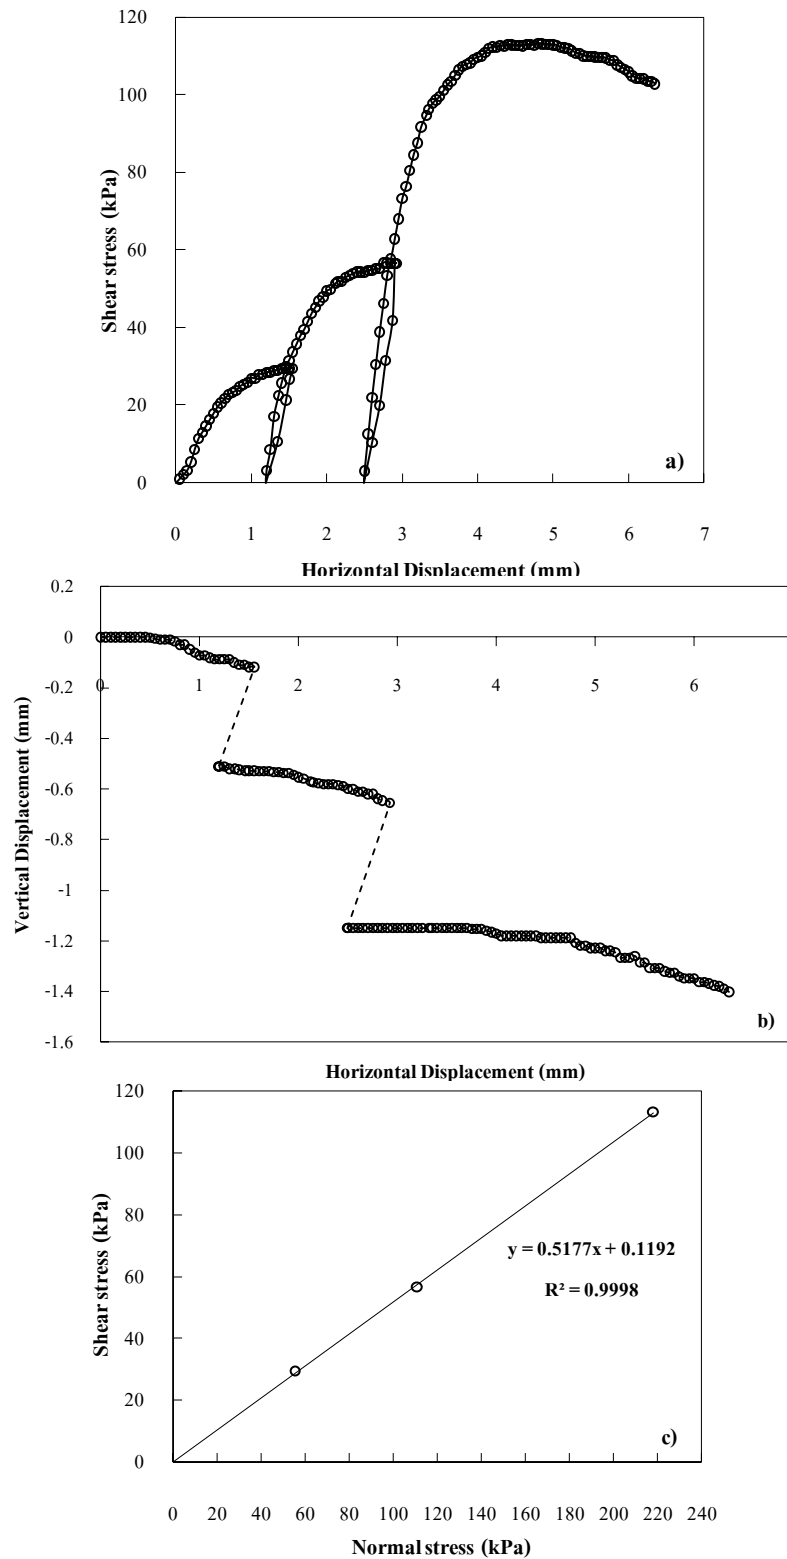 120
100
80
60
40
20
0
Shear stress (kPa)
a)
0 1 2 3 4 5 6 7
Horizontal Displacement (mm)
0.2
0
-0.2
-0.4
-0.6
-0.8
-1
-1.2
-1.4
-1.6
0 1 2 3 4 5 6
Vertical Displacement (mm)
b)
Horizontal Displacement (mm)
120
100
80
60
40
20
0
Shear stress (kPa)
y = 0.5177x + 0.1192
R² = 0.9998
c)
0 20 40 60 80 100 120 140 160 180 200 220 240
Normal stress (kPa)